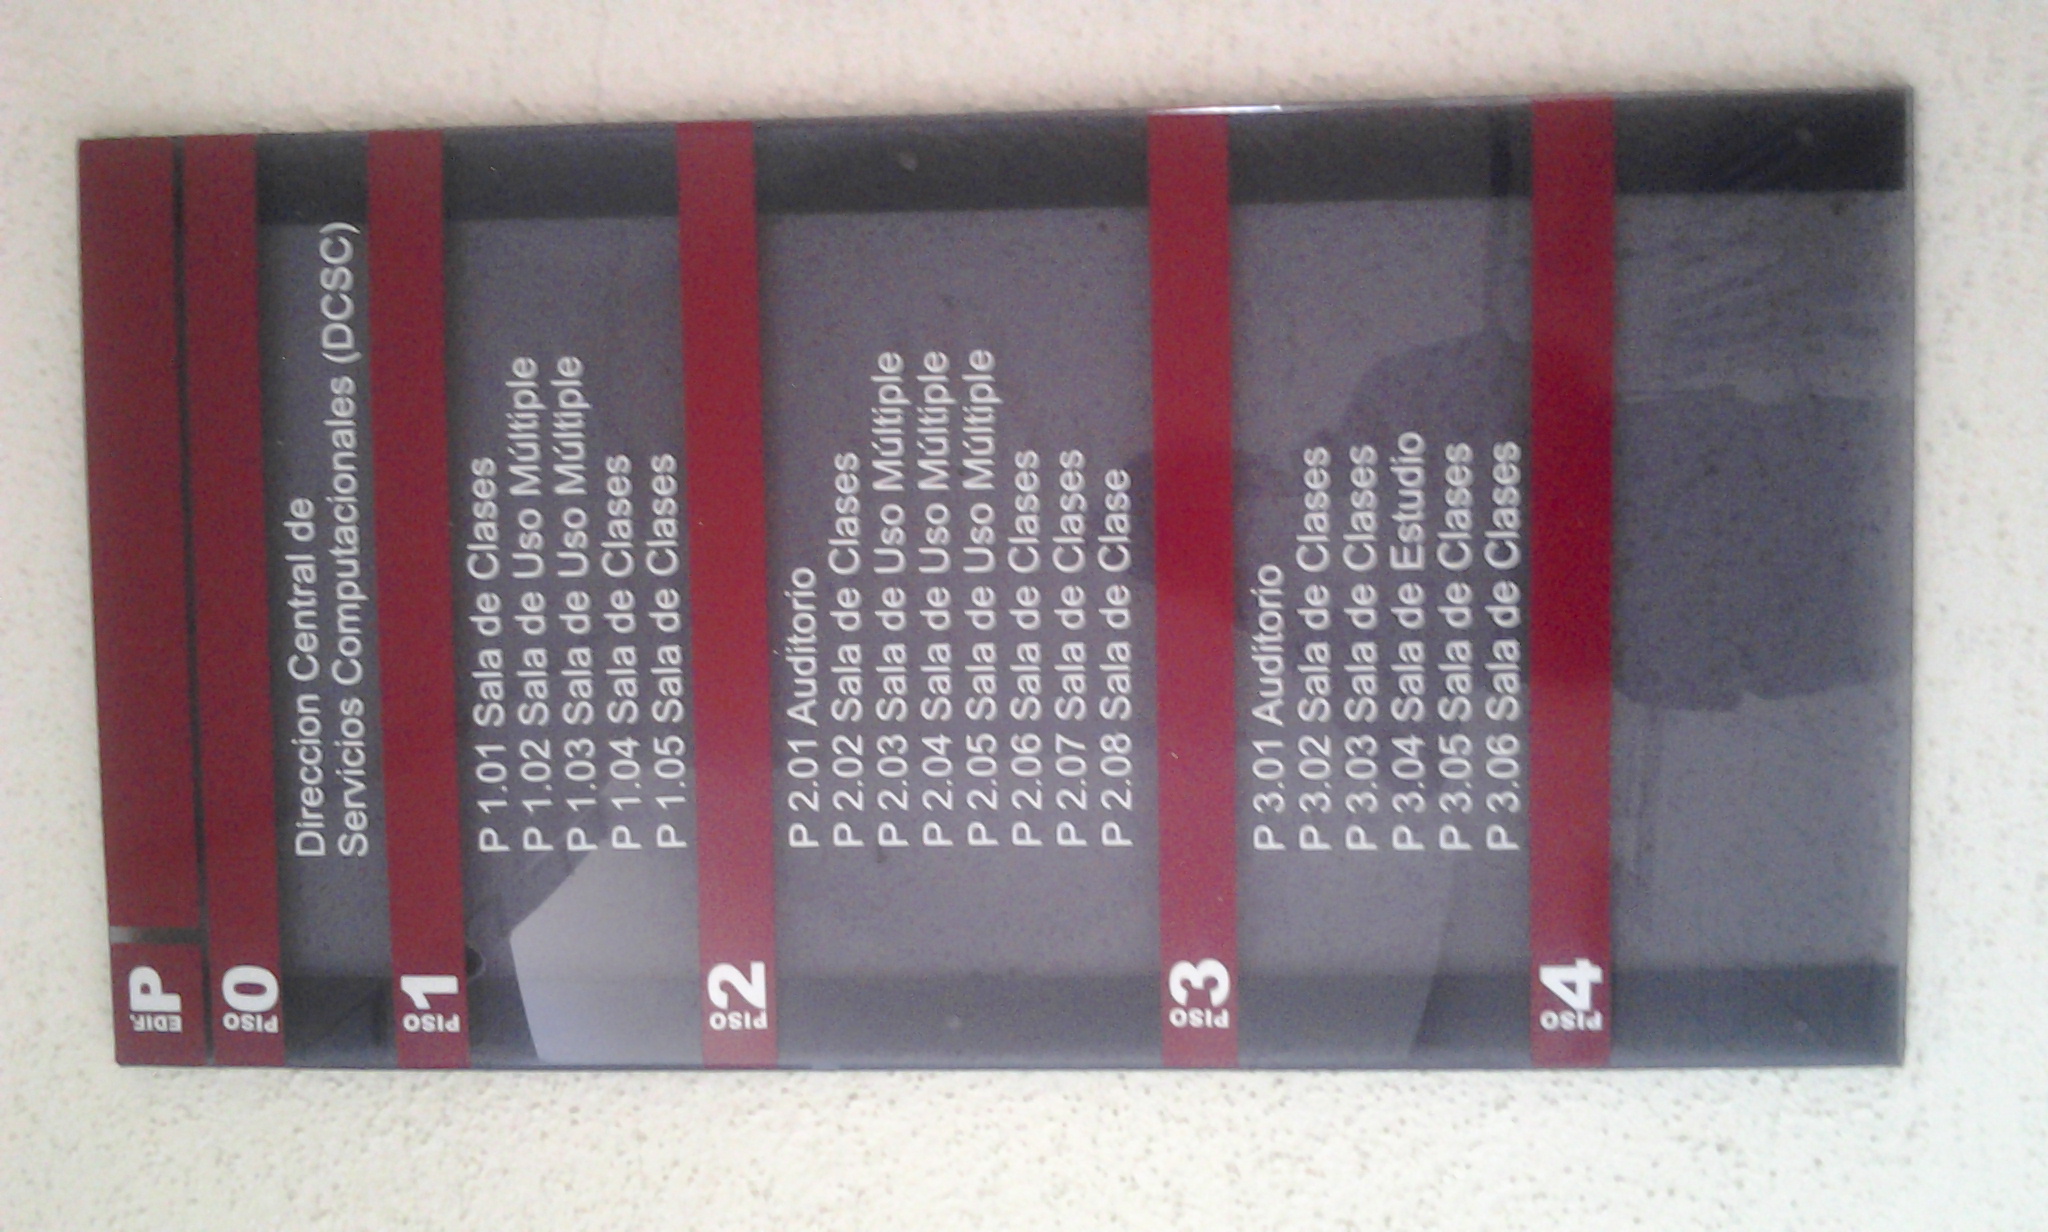 EDIF. P
PISO 0
Direccion Central de
Servicios Computacionales (DCSC)
PISO 1
P 1.01 Sala de Clases
P 1.02 Sala de Uso Múltiple
P 1.03 Sala de Uso Múltiple
P 1.04 Sala de Clases
P 1.05 Sala de Clases
PISO 2
P 2.01 Auditorio
P 2.02 Sala de Clases
P 2.03 Sala de Uso Múltiple
P 2.04 Sala de Uso Múltiple
P 2.05 Sala de Uso Múltiple
P 2.06 Sala de Clases
P 2.07 Sala de Clases
P 2.08 Sala de Clase
PISO 3
P 3.01 Auditorio
P 3.02 Sala de Clases
P 3.03 Sala de Clases
P 3.04 Sala de Estudio
P 3.05 Sala de Clases
P 3.06 Sala de Clases
PISO 4